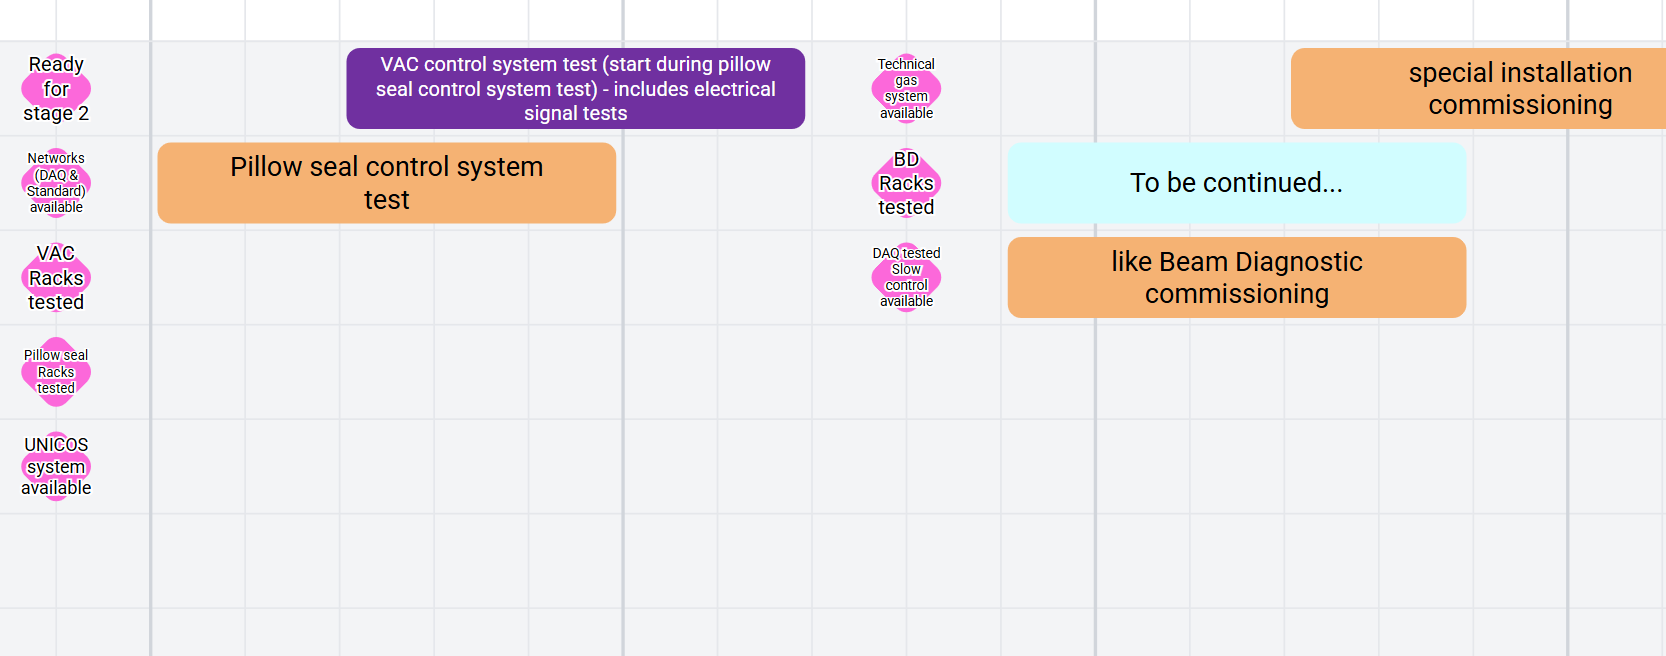 Ready
for
stage 2
VAC control system test (start during pillow
seal control system test) - includes electrical
signal tests
Technical
gas
system
available
special installation
commissioning
Networks
(DAQ &
Standard)
available
Pillow seal control system
test
BD
Racks
tested
To be continued...
VAC
Racks
tested
DAQ tested
Slow
control
available
like Beam Diagnostic
commissioning
Pillow seal
Racks
tested
UNICOS
system
available